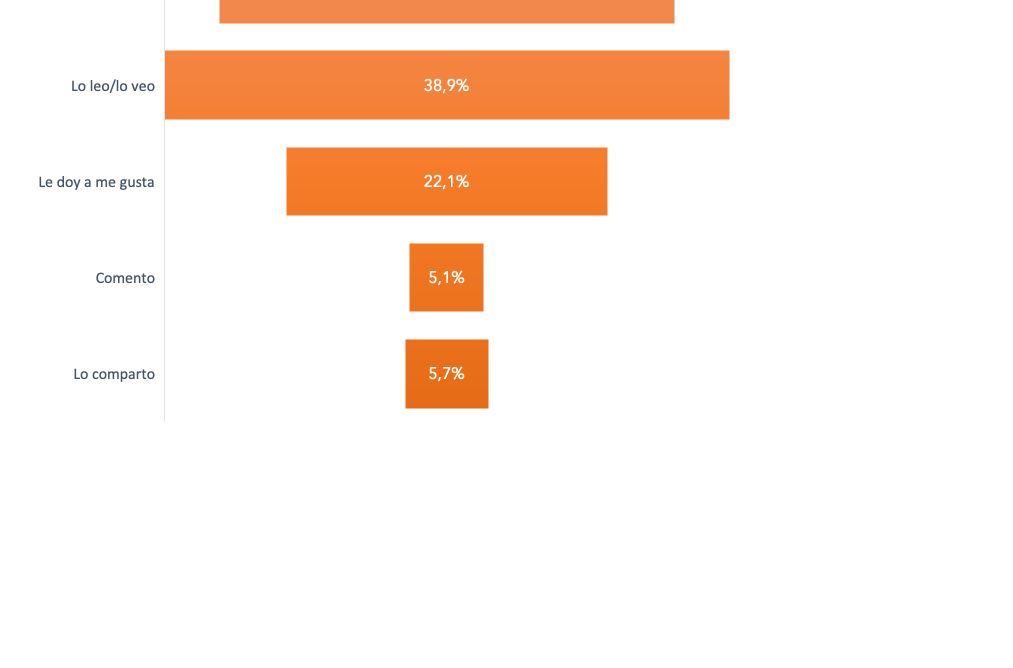 Lo leo/lo veo 38,9%
Le doy a me gusta 22,1%
Comento 5,1%
Lo comparto 5,7%